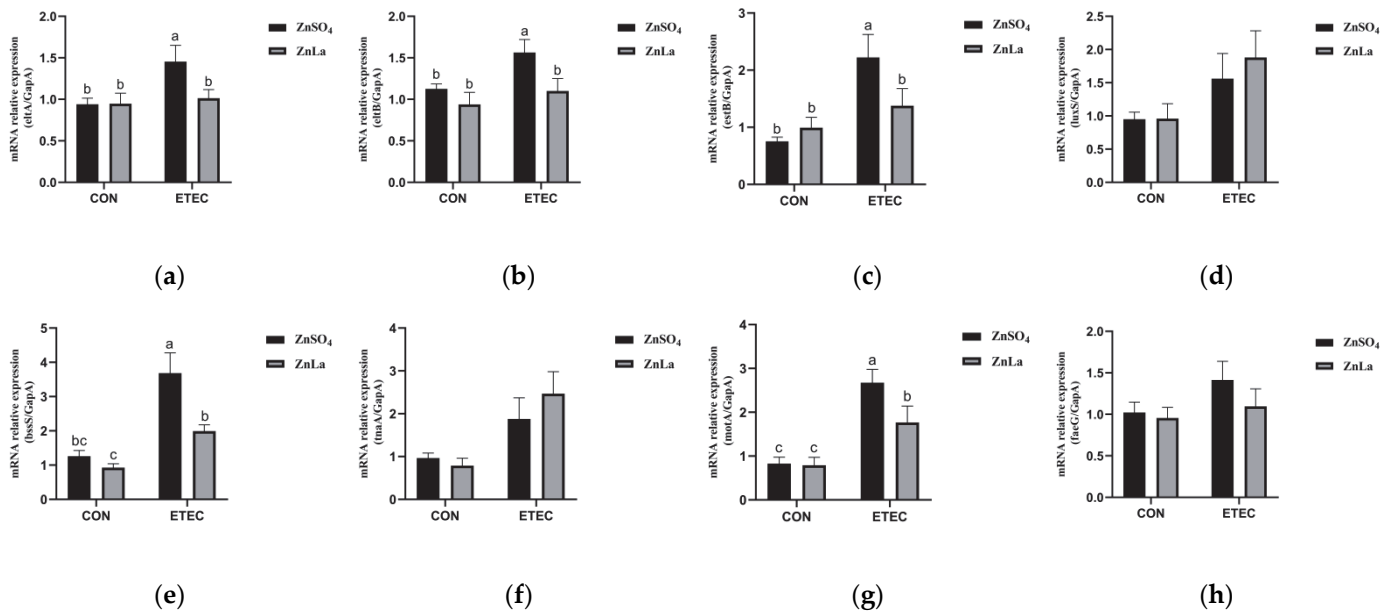 mRNA relative expression
(eltA/GapA)
2.0
1.5
1.0
0.5
0.0
b
b
a
b
CON
ETEC
ZnSO4
ZnLa
(a)
mRNA relative expression
(eltB/GapA)
2.0
1.5
1.0
0.5
0.0
b
b
a
b
CON
ETEC
ZnSO4
ZnLa
(b)
mRNA relative expression
(estB/GapA)
3
2
1
0
b
b
a
b
CON
ETEC
ZnSO4
ZnLa
(c)
mRNA relative expression
(luxS/GapA)
2.5
2.0
1.5
1.0
0.5
0.0
CON
ETEC
ZnSO4
ZnLa
(d)
mRNA relative expression
(bssS/GapA)
5
4
3
2
1
0
bc
c
a
b
CON
ETEC
ZnSO4
ZnLa
(e)
mRNA relative expression
(tnaA/GapA)
4
3
2
1
0
CON
ETEC
ZnSO4
ZnLa
(f)
mRNA relative expression
(motA/GapA)
4
3
2
1
0
c
c
a
b
CON
ETEC
ZnSO4
ZnLa
(g)
mRNA relative expression
(faeG/GapA)
2.0
1.5
1.0
0.5
0.0
CON
ETEC
ZnSO4
ZnLa
(h)